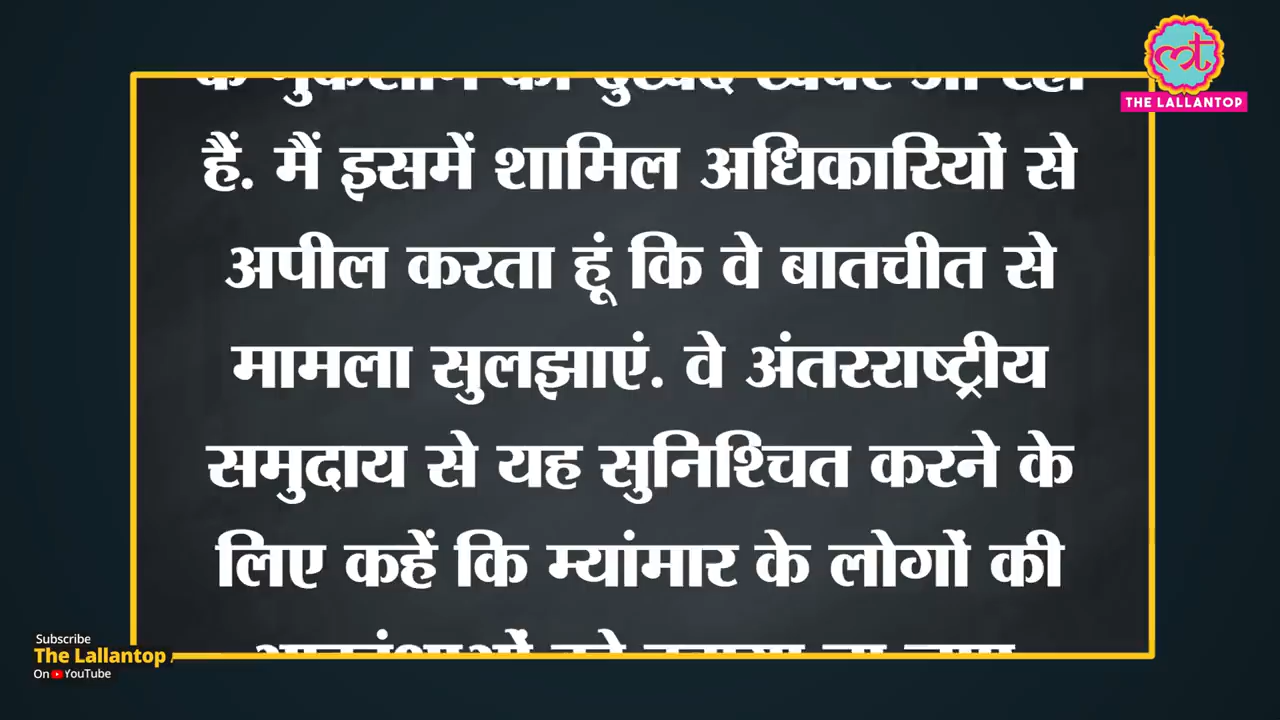 THE LALLANTOP
हैं. मैं इसमें शामिल अधिकारियों से
अपील करता हूं कि वे बातचीत से
मामला सुलझाएं. वे अंतरराष्ट्रीय
समुदाय से यह सुनिश्चित करने के
लिए कहें कि म्यांमार के लोगों की
Subscribe
The Lallantop
On YouTube